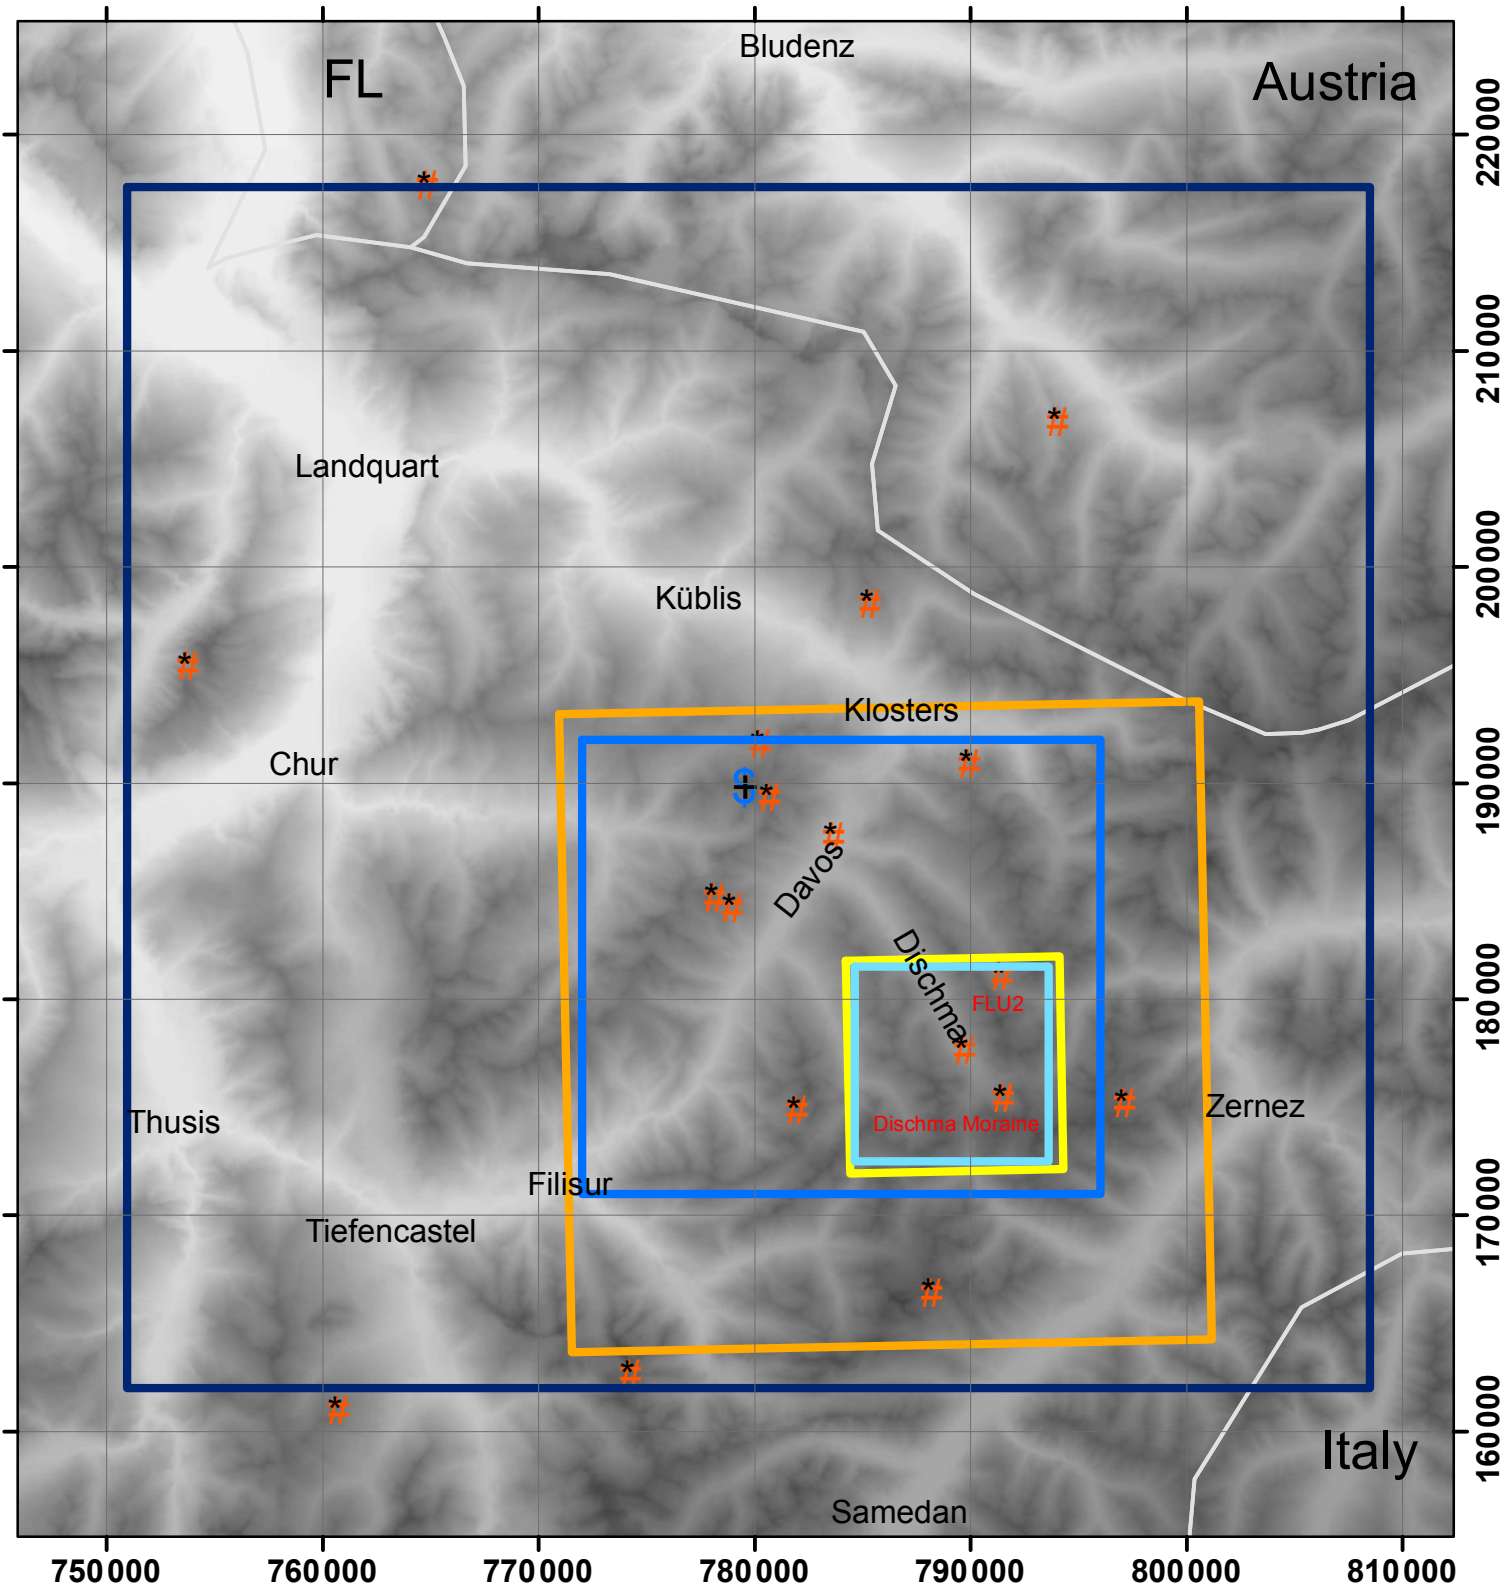 Bludenz
FL
Austria
220000
210000
Landquart
200000
Küblis
Klosters
Chur
190000
Davos
Dischma
180000
FLU2
Zernez
Thusis
Dischma Moraine
Filisur
170000
Tiefencastel
160000
Italy
Samedan
750000 760000 770000 780000 790000 800000 810000